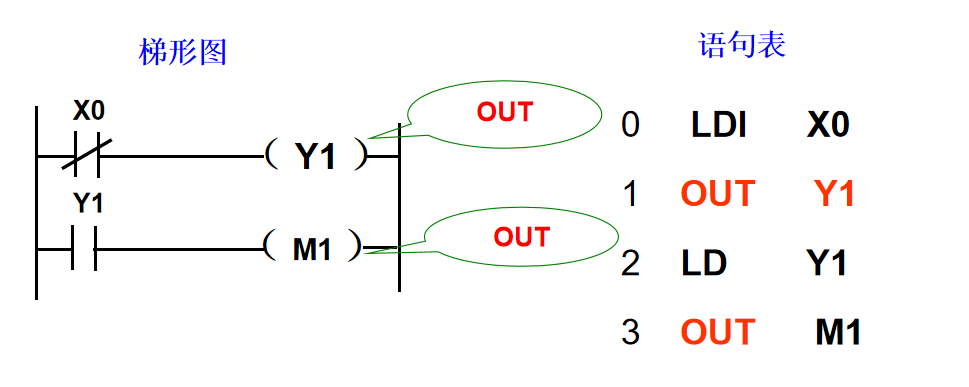 梯形图
语句表
X0
( Y1 )
OUT
Y1
( M1 )
OUT
0 LDI X0
1 OUT Y1
2 LD Y1
3 OUT M1